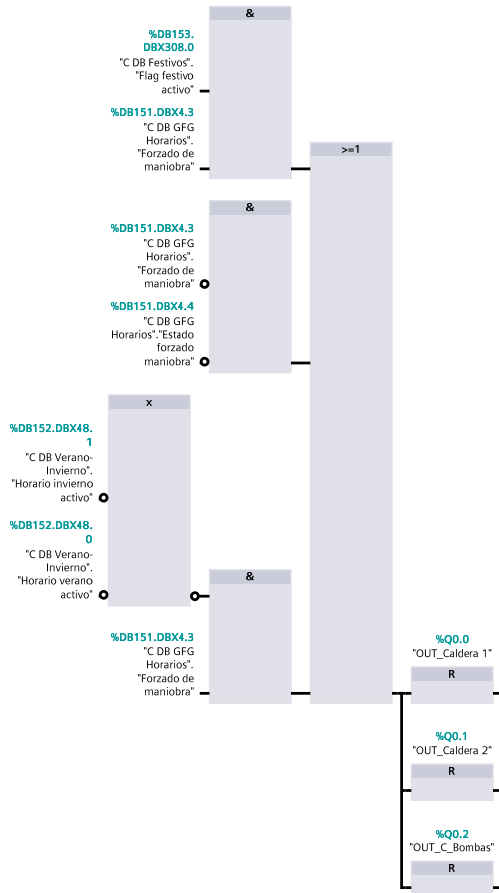 &
%DB153.
DBX308.0
"C DB Festivos".
"Flag festivo
activo"
%DB151.DBX4.3
"C DB GFG
Horarios".
"Forzado de
maniobra"
>=1
&
%DB151.DBX4.3
"C DB GFG
Horarios".
"Forzado de
maniobra"
%DB151.DBX4.4
"C DB GFG
Horarios"."Estado
forzado
maniobra"
x
%DB152.DBX48.
1
"C DB Verano-
Invierno".
"Horario invierno
activo"
%DB152.DBX48.
0
"C DB Verano-
Invierno".
"Horario verano
activo"
&
%DB151.DBX4.3
"C DB GFG
Horarios".
"Forzado de
maniobra"
%Q0.0
"OUT_Caldera 1"
R
%Q0.1
"OUT_Caldera 2"
R
%Q0.2
"OUT_C_Bombas"
R